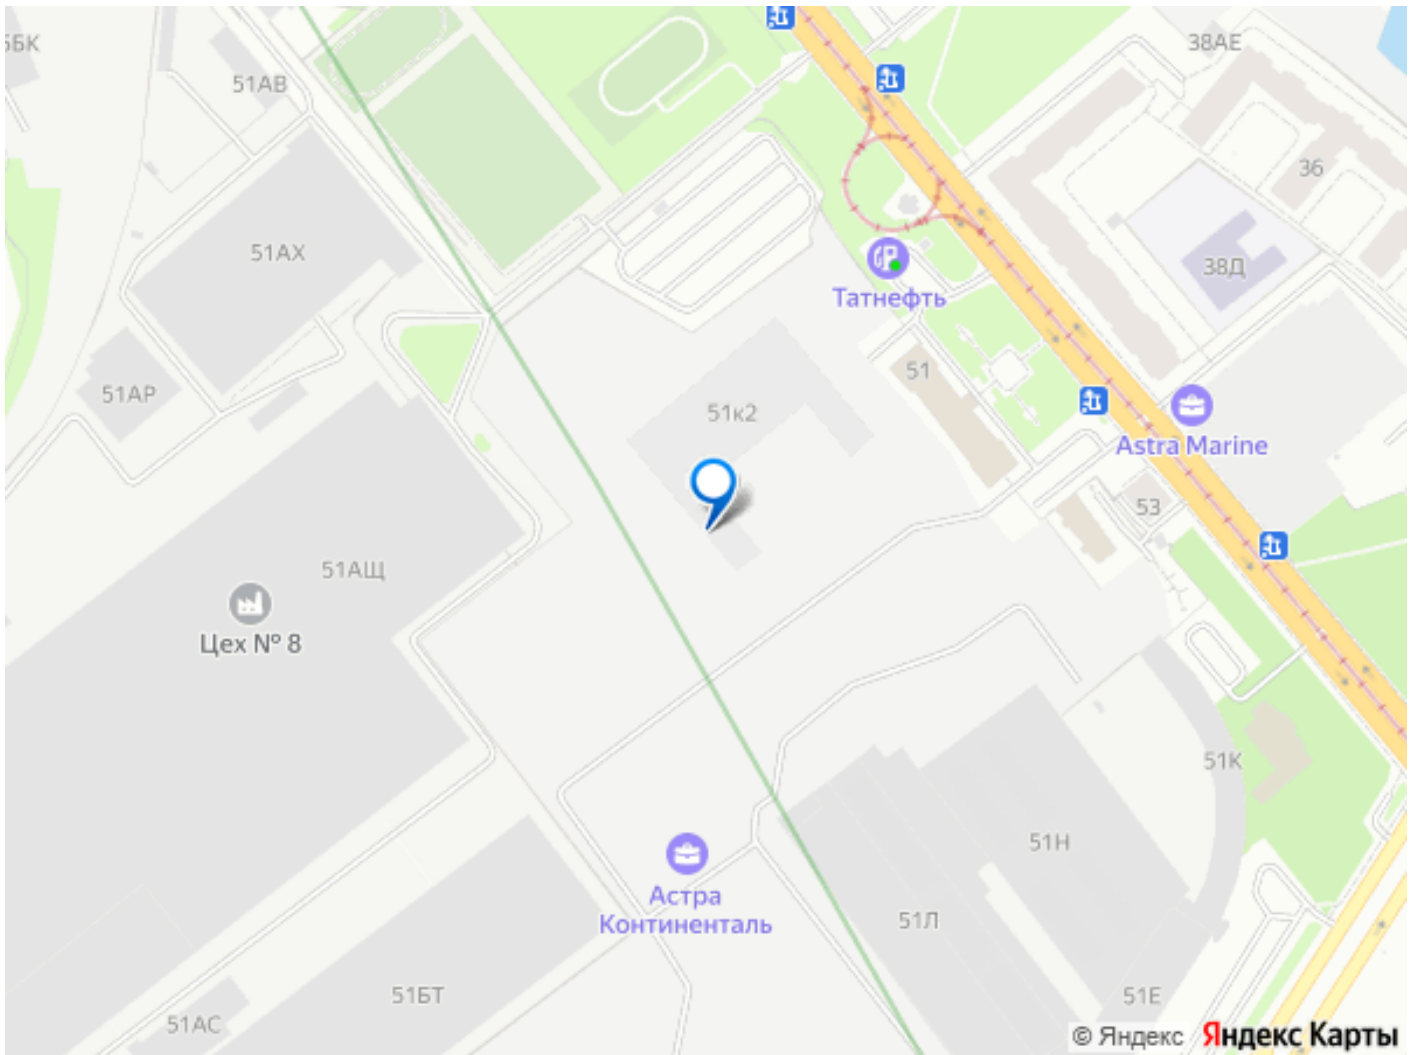 51АВ
38АЕ
36
51АХ
38Д
Татнефть
51
51АР
51к2
Astra Marine
53
51АЩ
Цех № 8
51К
51Н
Астра
Континенталь
51Л
51БТ
51Е
51АС
© Яндекс Яндекс Карты